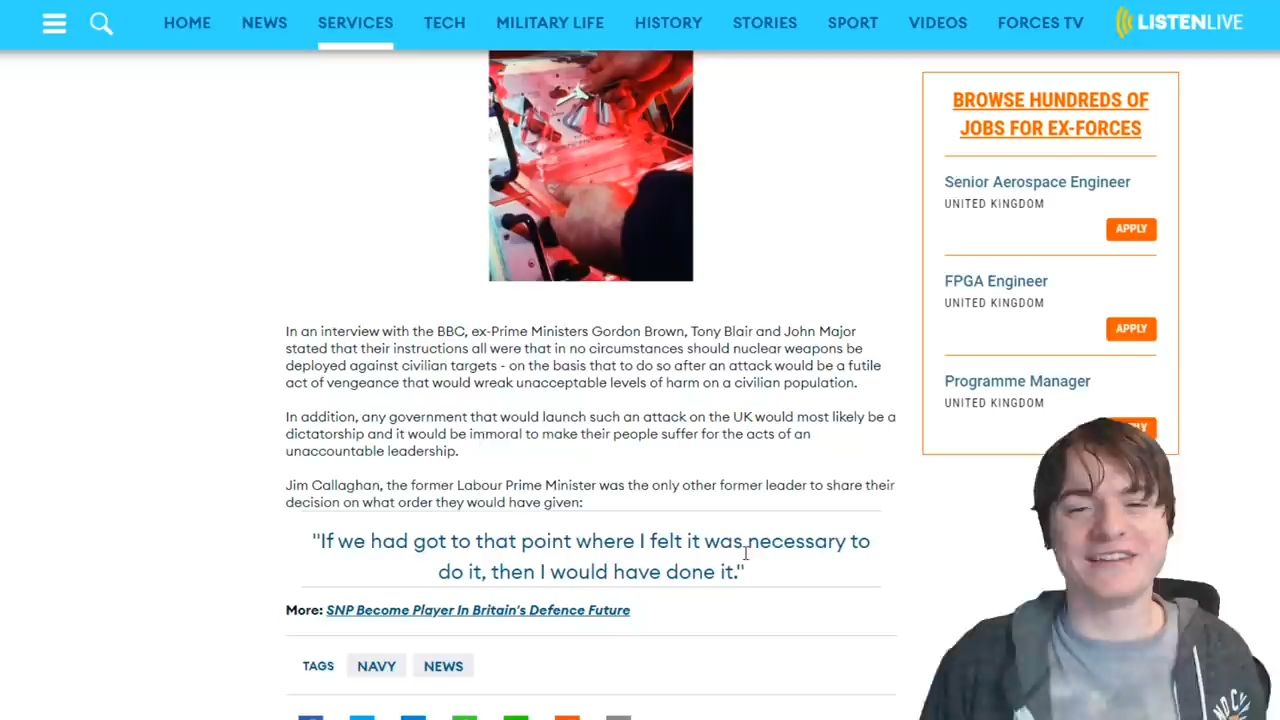 HOME NEWS SERVICES TECH MILITARY LIFE HISTORY STORIES SPORT VIDEOS FORCES TV LISTENLIVE
In an interview with the BBC, ex-Prime Ministers Gordon Brown, Tony Blair and John Major
stated that their instructions all were that in no circumstances should nuclear weapons be
deployed against civilian targets - on the basis that to do so after an attack would be a futile
act of vengeance that would wreak unacceptable levels of harm on a civilian population.
In addition, any government that would launch such an attack on the UK would most likely be a
dictatorship and it would be immoral to make their people suffer for the acts of an
unaccountable leadership.
Jim Callaghan, the former Labour Prime Minister was the only other former leader to share their
decision on what order they would have given:
"If we had got to that point where I felt it was necessary to
do it, then I would have done it."
More: SNP Become Player In Britain's Defence Future
TAGS NAVY NEWS
BROWSE HUNDREDS OF
JOBS FOR EX-FORCES
Senior Aerospace Engineer
UNITED KINGDOM
APPLY
FPGA Engineer
UNITED KINGDOM
APPLY
Programme Manager
UNITED KINGDOM